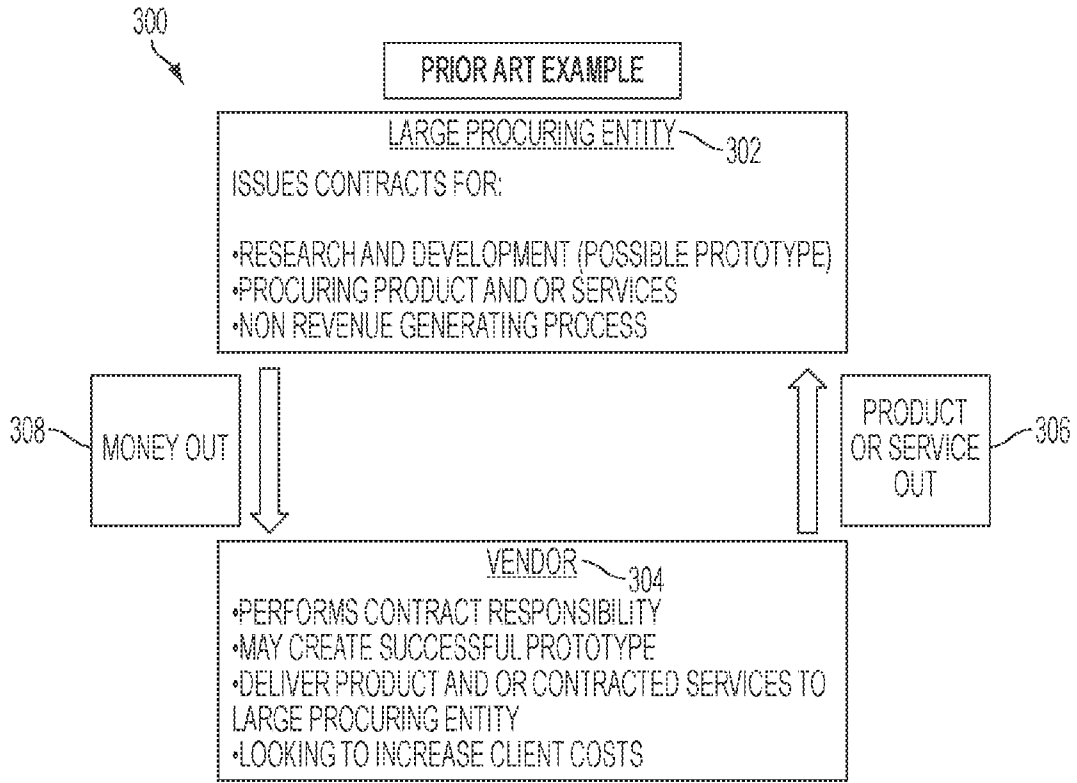 300
PRIOR ART EXAMPLE
LARGE PROCURING ENTITY 302
ISSUES CONTRACTS FOR:
•RESEARCH AND DEVELOPMENT (POSSIBLE PROTOTYPE)
•PROCURING PRODUCT AND OR SERVICES
•NON REVENUE GENERATING PROCESS
308
MONEY OUT
PRODUCT
OR SERVICE
OUT
306
VENDOR 304
•PERFORMS CONTRACT RESPONSIBILITY
•MAY CREATE SUCCESSFUL PROTOTYPE
•DELIVER PRODUCT AND OR CONTRACTED SERVICES TO
LARGE PROCURING ENTITY
•LOOKING TO INCREASE CLIENT COSTS